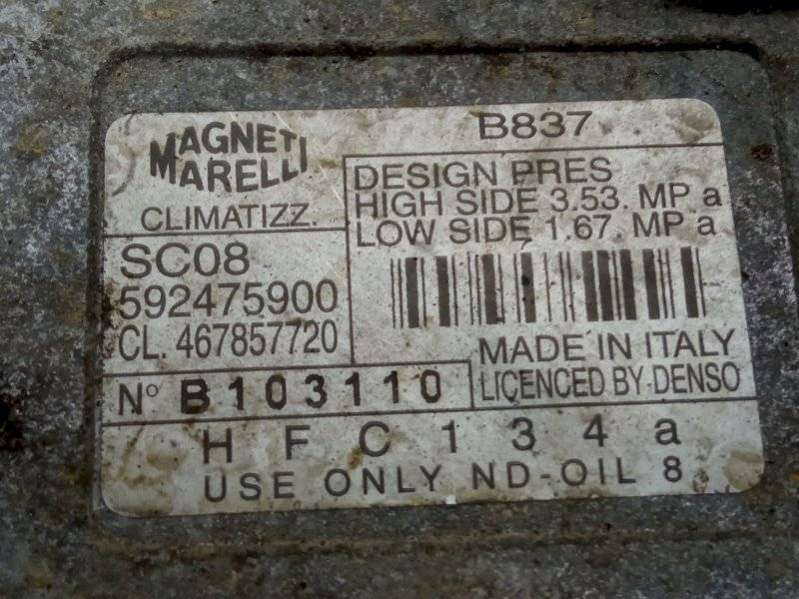 MAGNETI
MARELLI
B837
CLIMATIZZ.
DESIGN PRES
HIGH SIDE 3.53. MP a
LOW SIDE 1.67. MP a
SC08
592475900
CL. 467857720
MADE IN ITALY
LICENCED BY DENSO
Nº B103110
HFC134a
USE ONLY ND-OIL 8